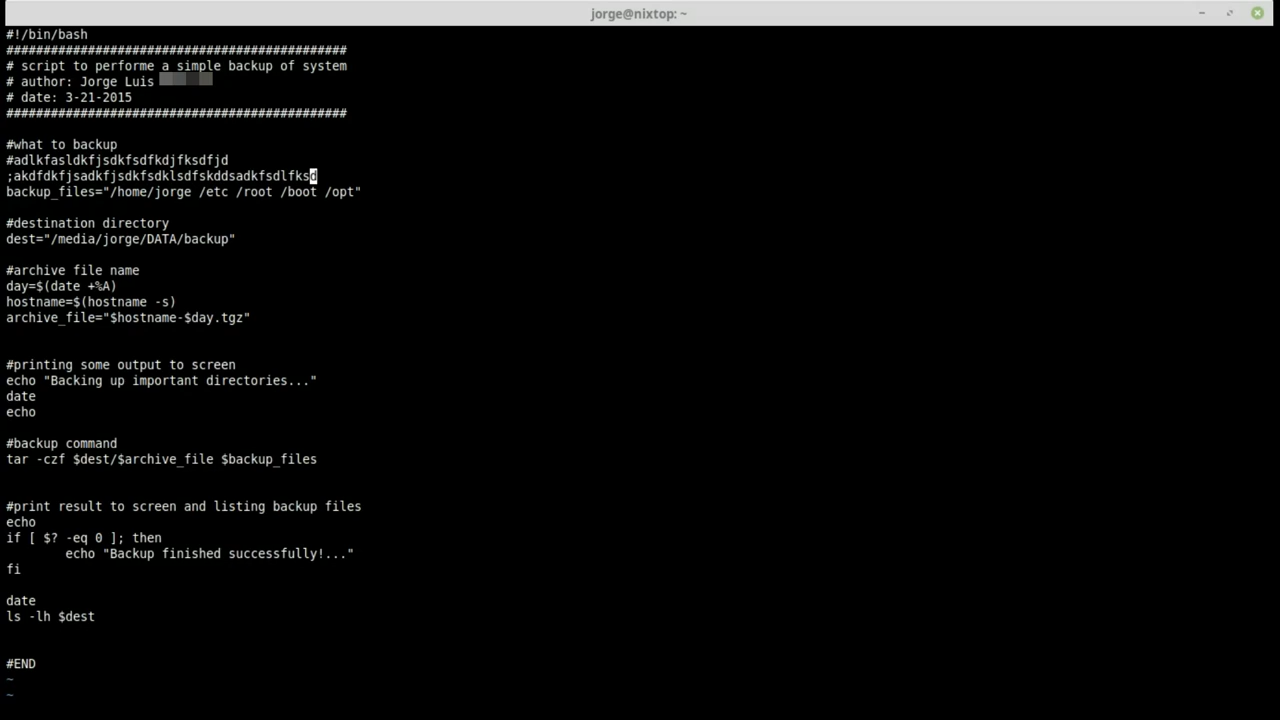 jorge@nixtop: ~
#!/bin/bash
##############################################
# script to performe a simple backup of system
# author: Jorge Luis
# date: 3-21-2015
##############################################
#what to backup
#adlkfasldkfjsdkfsdfkdjfksdfjd
;akdfdkfjsadkfjsdkfsdklsdfskddsadkfsdlfksd
backup_files="/home/jorge /etc /root /boot /opt"
#destination directory
dest="/media/jorge/DATA/backup"
#archive file name
day=$(date +%A)
hostname=$(hostname -s)
archive_file="$hostname-$day.tgz"
#printing some output to screen
echo "Backing up important directories..."
date
echo
#backup command
tar -czf $dest/$archive_file $backup_files
#print result to screen and listing backup files
echo
if [ $? -eq 0 ]; then
        echo "Backup finished successfully!..."
fi
date
ls -lh $dest
#END
~
~